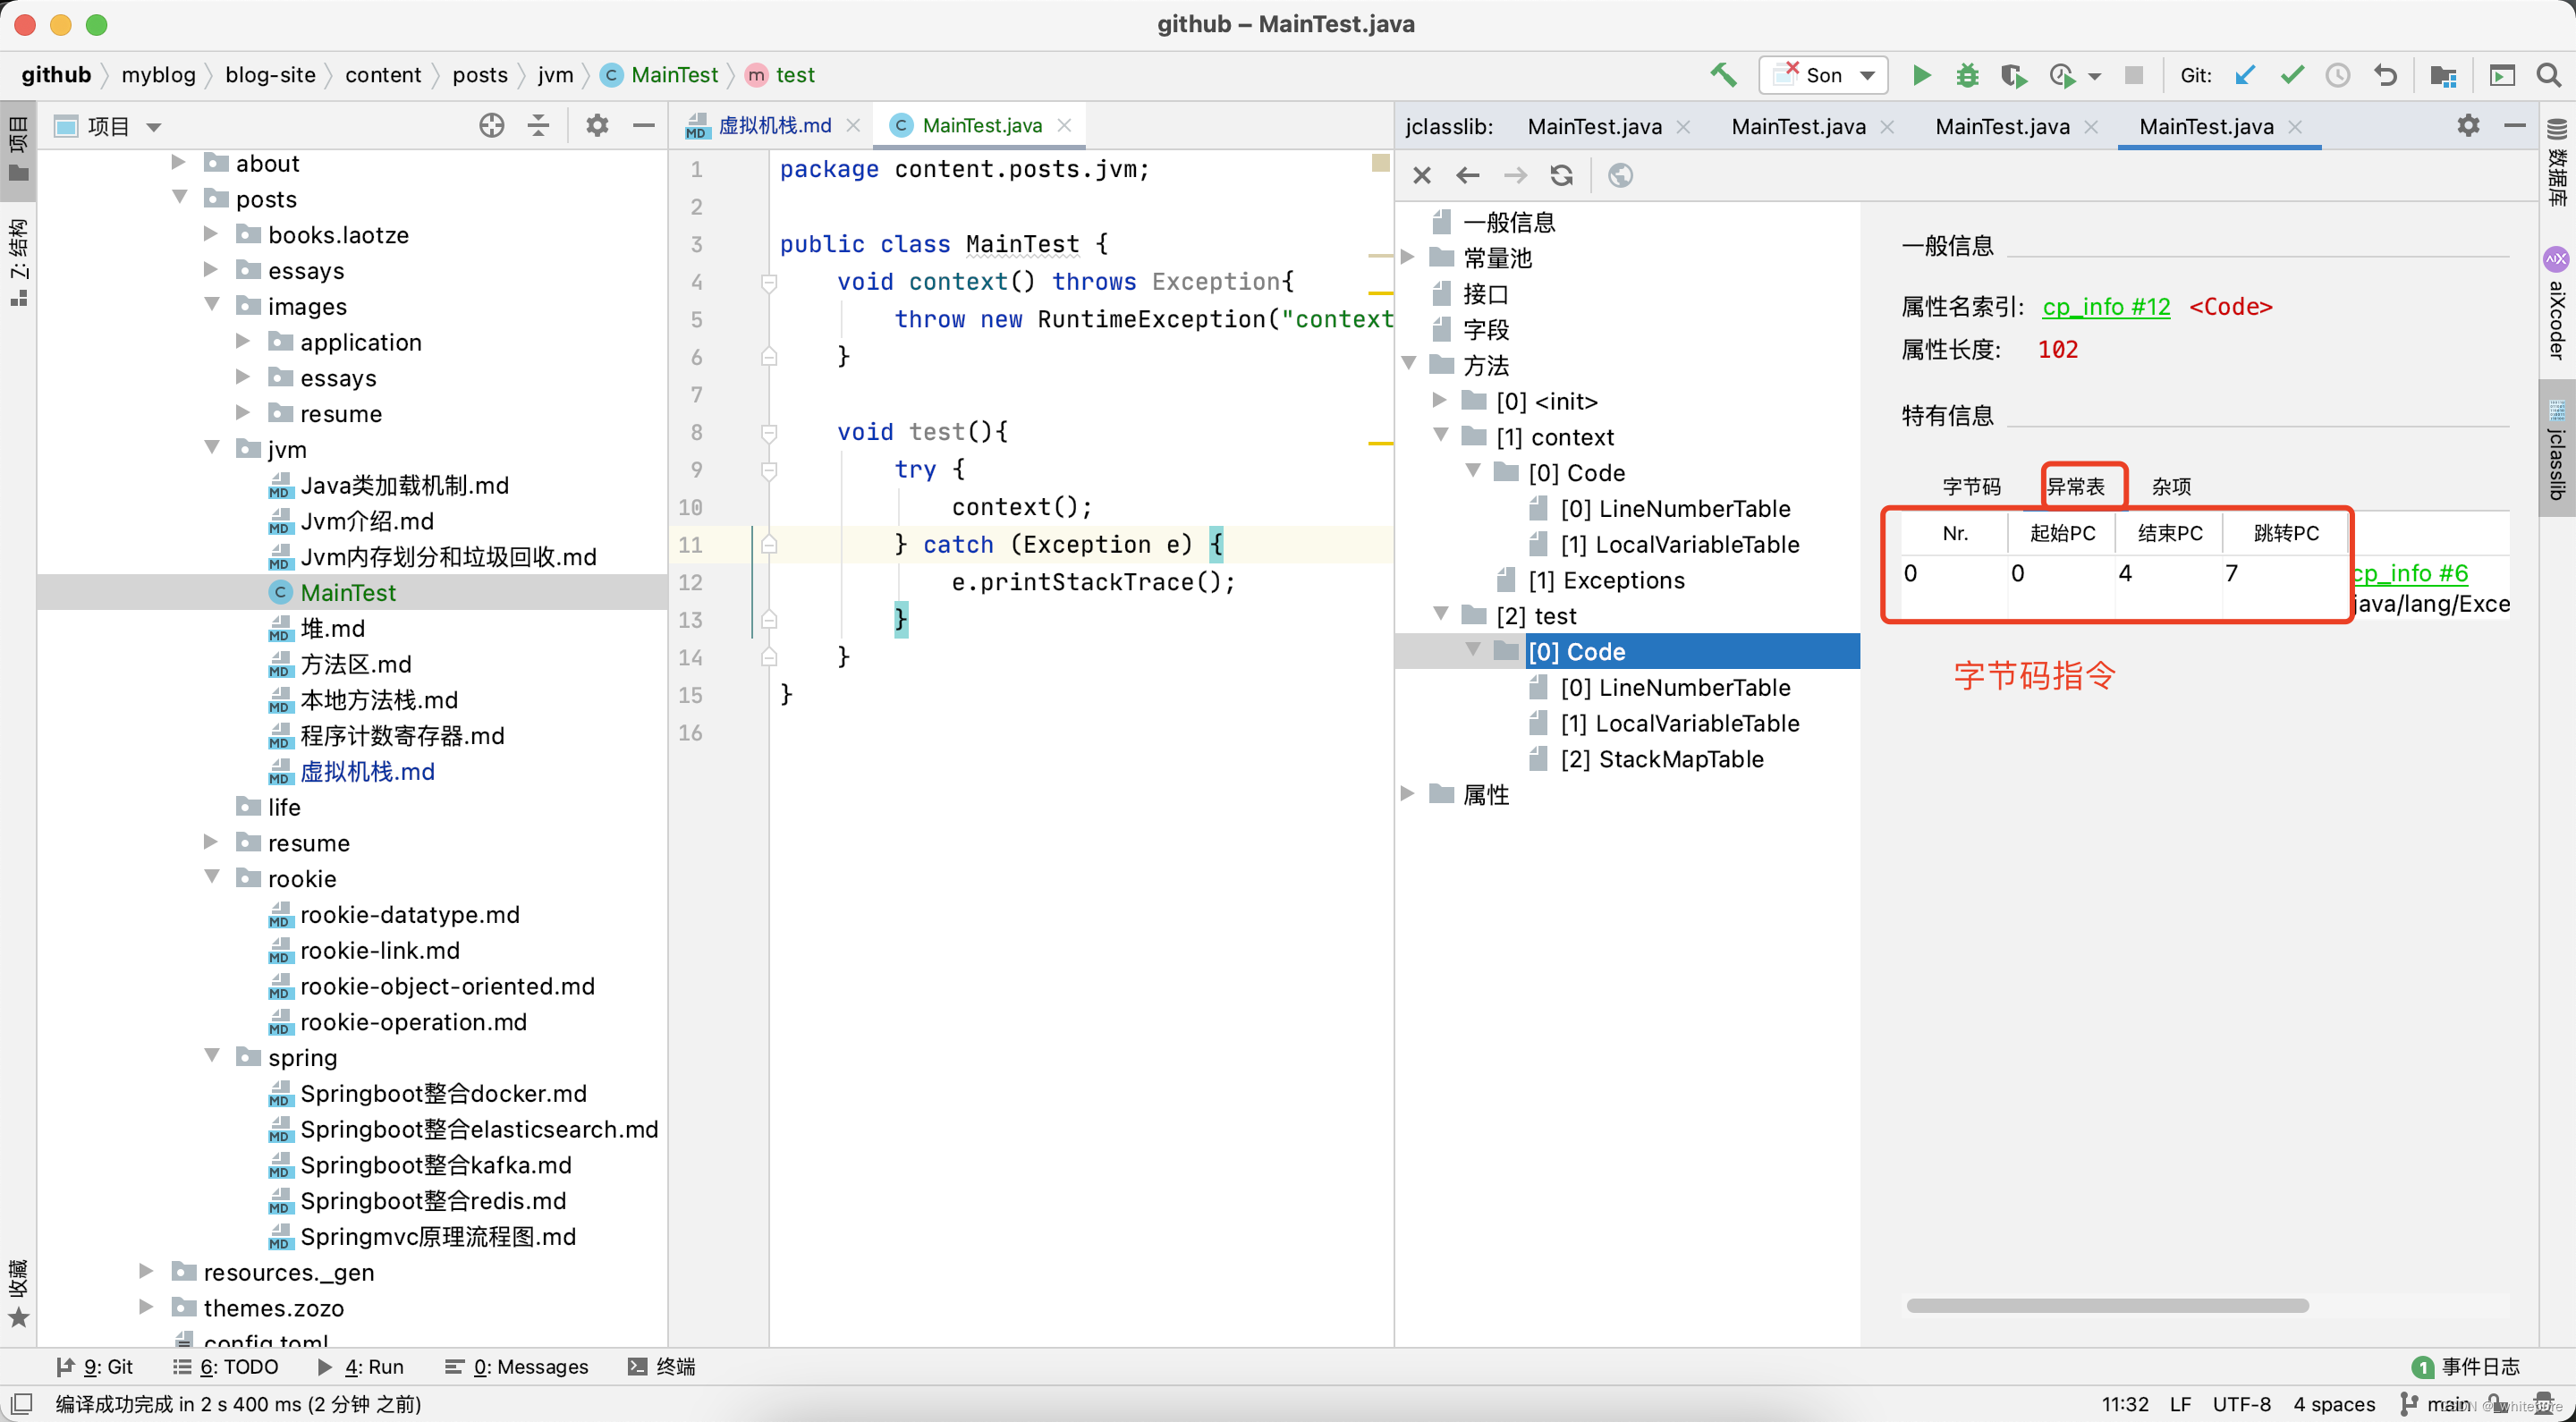 github – MainTest.java
github myblog blog-site content posts jvm C MainTest m test
Son
Git:
项目
虚拟机栈.md
MainTest.java
jclasslib:
MainTest.java
MainTest.java
MainTest.java
MainTest.java
项目
Z: 结构
收藏
about
posts
books.laotze
essays
images
application
essays
resume
jvm
Java类加载机制.md
Jvm介绍.md
Jvm内存划分和垃圾回收.md
MainTest
堆.md
方法区.md
本地方法栈.md
程序计数寄存器.md
虚拟机栈.md
life
resume
rookie
rookie-datatype.md
rookie-link.md
rookie-object-oriented.md
rookie-operation.md
spring
Springboot整合docker.md
Springboot整合elasticsearch.md
Springboot整合kafka.md
Springboot整合redis.md
Springmvc原理流程图.md
resources._gen
themes.zozo
config.toml
1 package content.posts.jvm;
2
3 public class MainTest {
4 void context() throws Exception{
5 throw new RuntimeException("context
6 }
7
8 void test(){
9 try {
10 context();
11 } catch (Exception e) {
12 e.printStackTrace();
13 }
14 }
15 }
16
一般信息
常量池
接口
字段
方法
[0] <init>
[1] context
[0] Code
[0] LineNumberTable
[1] LocalVariableTable
[1] Exceptions
[2] test
[0] Code
[0] LineNumberTable
[1] LocalVariableTable
[2] StackMapTable
属性
一般信息
属性名索引: cp_info #12 <Code>
属性长度: 102
特有信息
字节码 异常表 杂项
Nr. 起始PC 结束PC 跳转PC
0 0 4 7 cp_info #6
java/lang/Exce
字节码指令
数据库
aiXcoder
jclasslib
9: Git 6: TODO 4: Run 0: Messages 终端
1 事件日志
编译成功完成 in 2 s 400 ms (2 分钟 之前)
11:32 LF UTF-8 4 spaces main